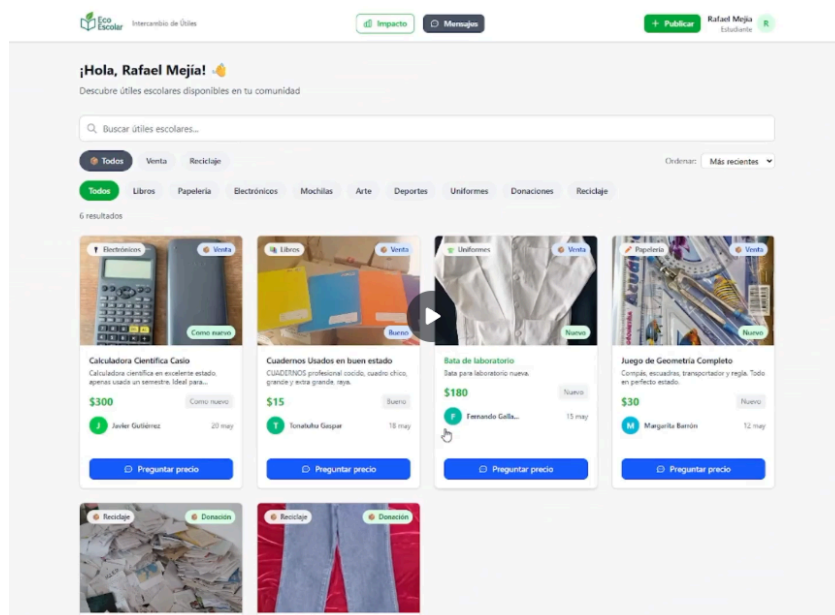 Eco
Escolar
Intercambio de Útiles
Impacto
Mensajes
+ Publicar
Rafael Mejía
Estudiante
R
¡Hola, Rafael Mejía!
Descubre útiles escolares disponibles en tu comunidad
Buscar útiles escolares...
Todos Venta Reciclaje
Ordenar: Más recientes
Todos Libros Papelería Electrónicos Mochilas Arte Deportes Uniformes Donaciones Reciclaje
6 resultados
Electrónicos
Venta
Como nuevo
Calculadora Científica Casio
Calculadora científica en excelente estado.
apenas usada un semestre. Ideal para...
$300
Como nuevo
J Javier Gutiérrez 20 may
Preguntar precio
Libros
Venta
Bueno
Cuadernos Usados en buen estado
CUADERNOS profesional cocido, cuadro chico,
grande y extra grande, raya.
$15
Bueno
T Gaspar 18 may
Preguntar precio
Uniformes
Venta
Nuevo
Bata de laboratorio
Bata para laboratorio nueva.
$180
Nuevo
F Fernando 15 may
Preguntar precio
Papelería
Venta
Nuevo
Juego de Geometría Completo
Compás, escuadras, transportador y regla. Todo
en perfecto estado.
$30
Nuevo
M Margarita Barrón 12 may
Preguntar precio
Reciclaje
Donación
Reciclaje
Donación